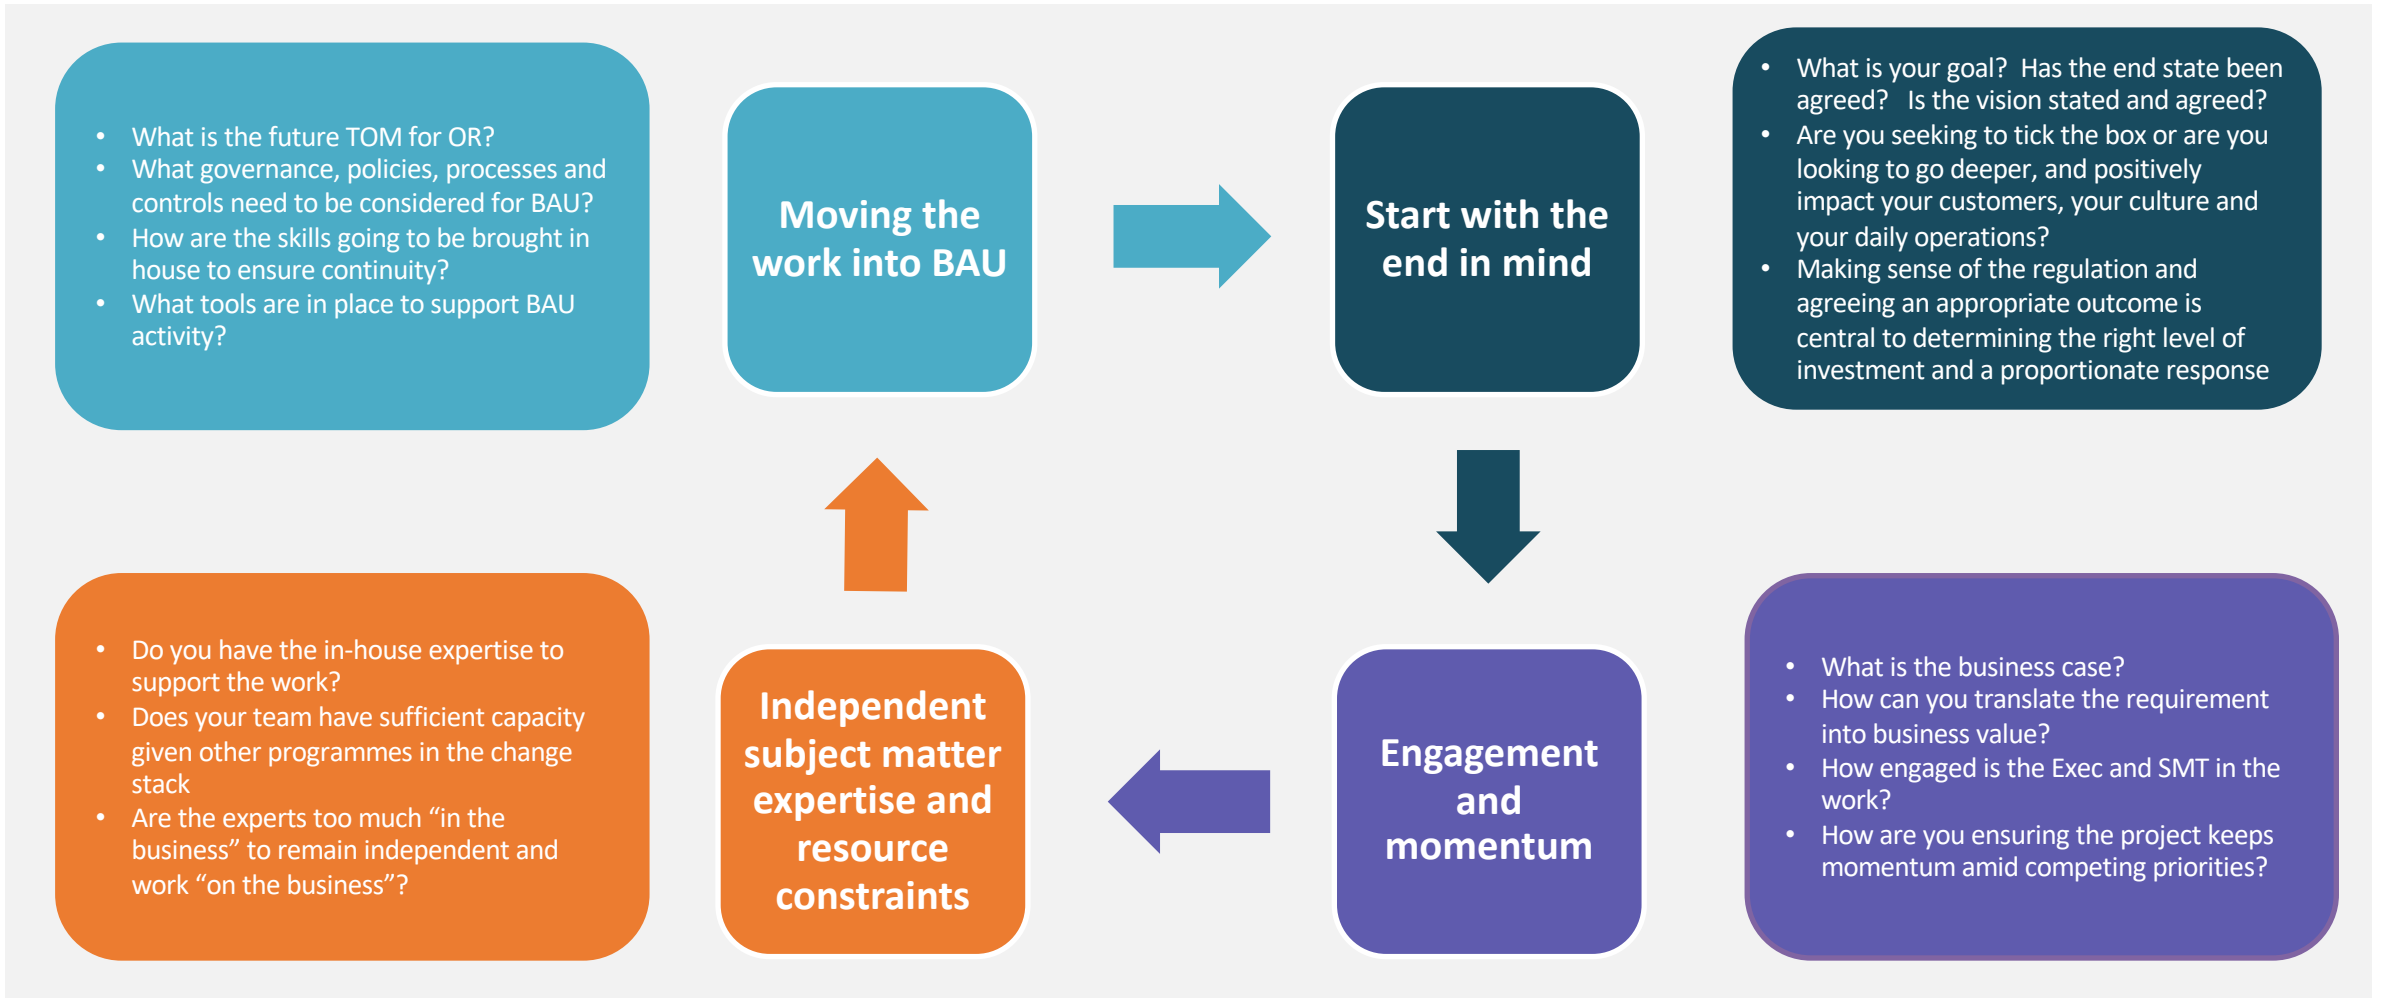 • What is the future TOM for OR?
• What governance, policies, processes and
controls need to be considered for BAU?
• How are the skills going to be brought in
house to ensure continuity?
• What tools are in place to support BAU
activity?
Moving the
work into BAU
Start with the
end in mind
• What is your goal?  Has the end state been
agreed?   Is the vision stated and agreed?
• Are you seeking to tick the box or are you
looking to go deeper, and positively
impact your customers, your culture and
your daily operations?
• Making sense of the regulation and
agreeing an appropriate outcome is
central to determining the right level of
investment and a proportionate response
• Do you have the in-house expertise to
support the work?
• Does your team have sufficient capacity
given other programmes in the change
stack
• Are the experts too much “in the
business” to remain independent and
work “on the business”?
Independent
subject matter
expertise and
resource
constraints
Engagement
and
momentum
• What is the business case?
• How can you translate the requirement
into business value?
• How engaged is the Exec and SMT in the
work?
• How are you ensuring the project keeps
momentum amid competing priorities?